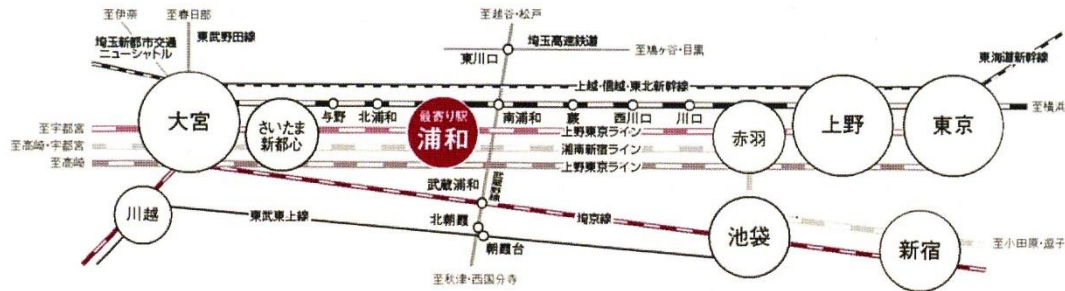 至伊奈
至春日部
至越谷・松戸
埼玉新都市交通
ニューシャトル
東武野田線
埼玉高速鉄道
至鳩ヶ谷・目黒
東川口
東海道新幹線
上越・信越・東北新幹線
大宮
さいたま
新都心
与野
北浦和
最寄り駅
浦和
南浦和
蕨
西川口
川口
赤羽
上野
東京
至横浜
至宇都宮
上野東京ライン
至高崎・宇都宮
湘南新宿ライン
至高崎
上野東京ライン
武蔵浦和
武蔵野線
川越
東武東上線
北朝霞
朝霞台
埼京線
池袋
新宿
至小田原・逗子
至秋津・西国分寺